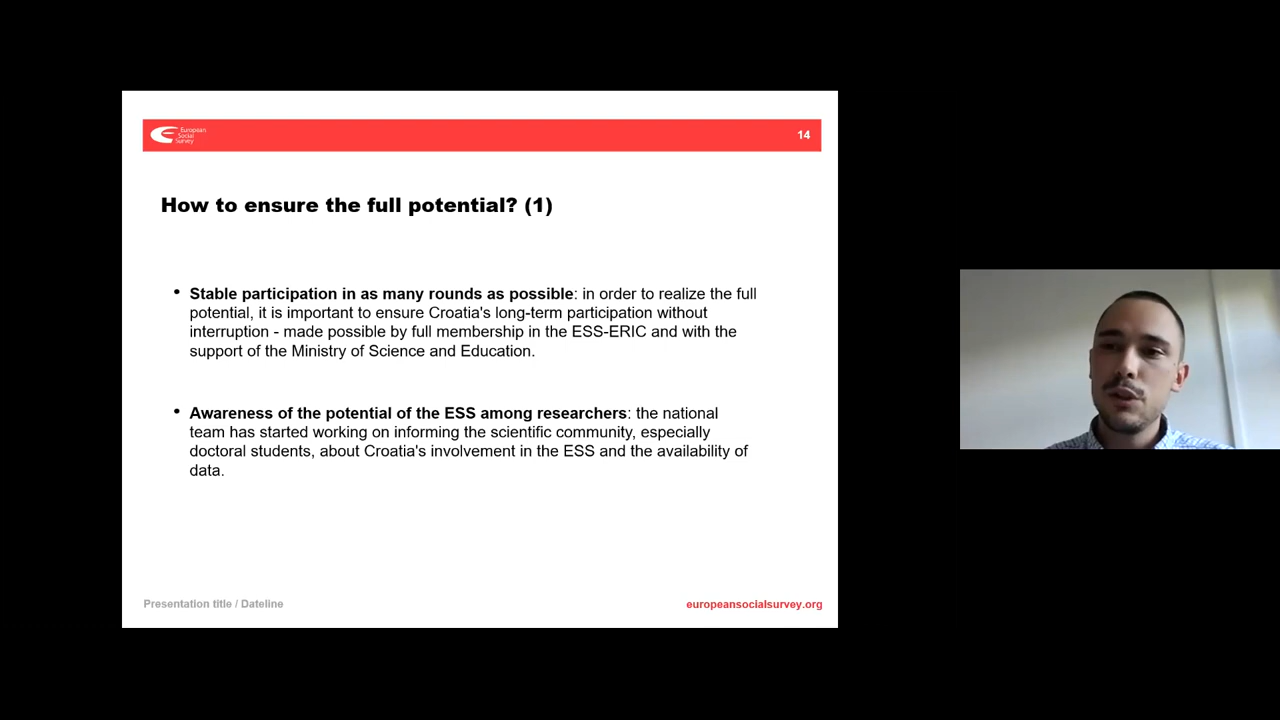 European
Social
Survey
14
How to ensure the full potential? (1)
• Stable participation in as many rounds as possible: in order to realize the full
potential, it is important to ensure Croatia's long-term participation without
interruption - made possible by full membership in the ESS-ERIC and with the
support of the Ministry of Science and Education.
• Awareness of the potential of the ESS among researchers: the national
team has started working on informing the scientific community, especially
doctoral students, about Croatia's involvement in the ESS and the availability of
data.
Presentation title / Dateline
europeansocialsurvey.org